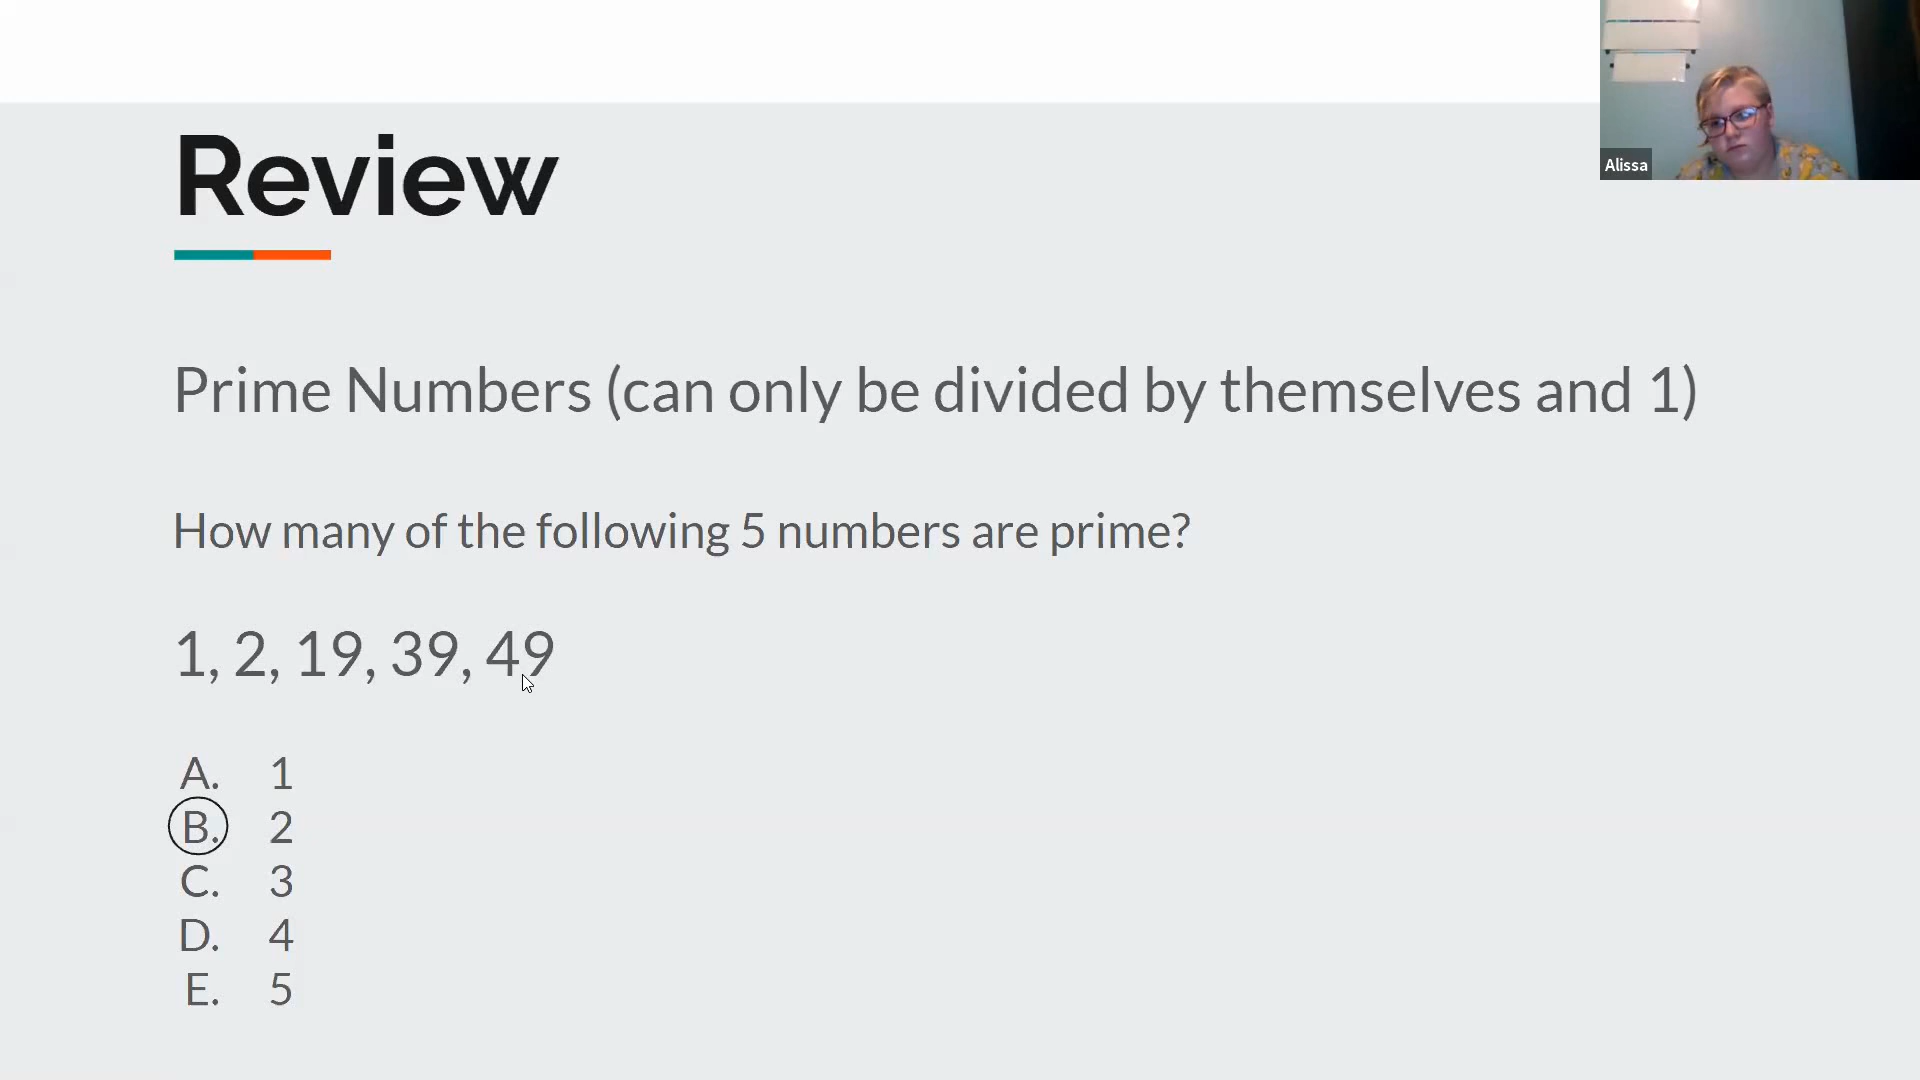 Review
Alissa
Prime Numbers (can only be divided by themselves and 1)
How many of the following 5 numbers are prime?
1, 2, 19, 39, 49
A. 1
B. 2
C. 3
D. 4
E. 5